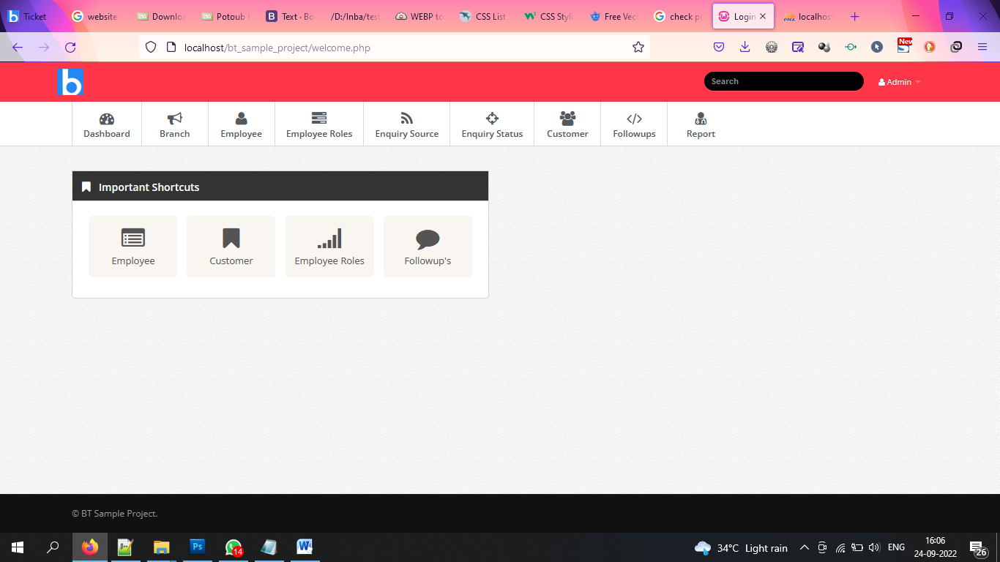 Ticket
website
Downloa
Potoub
Text · Bo
/D:/Inba/test
WEBP to
CSS List
CSS Styli
Free Vect
check pr
Login
localhos
localhost/bt_sample_project/welcome.php
New
b
Search
Admin
Dashboard
Branch
Employee
Employee Roles
Enquiry Source
Enquiry Status
Customer
Followups
Report
Important Shortcuts
Employee
Customer
Employee Roles
Followup's
© BT Sample Project.
14
34°C Light rain
ENG
16:06
24-09-2022
26